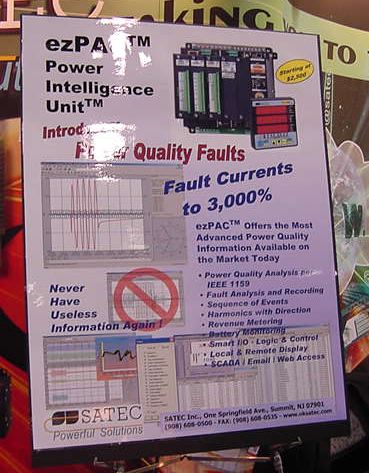 ezPAC™
Power
Intelligence
Unit™
Starting at
$2,500
Power Quality Faults
Fault Currents
to 3,000%
ezPAC™ Offers the Most
Advanced Power Quality
Information Available on
the Market Today
• Power Quality Analysis per
IEEE 1159
• Fault Analysis and Recording
• Sequence of Events
• Harmonics with Direction
• Revenue Metering
• Battery Monitoring
• Smart I/O - Logic & Control
• Local & Remote Display
• SCADA / Email / Web Access
Never
Have
Useless
Information Again!
SATEC
Powerful Solutions
SATEC Inc., One Springfield Ave., Summit, NJ 07901
(908) 608-0500 - FAX: (908) 608-0535 - www.oksatec.com
TO